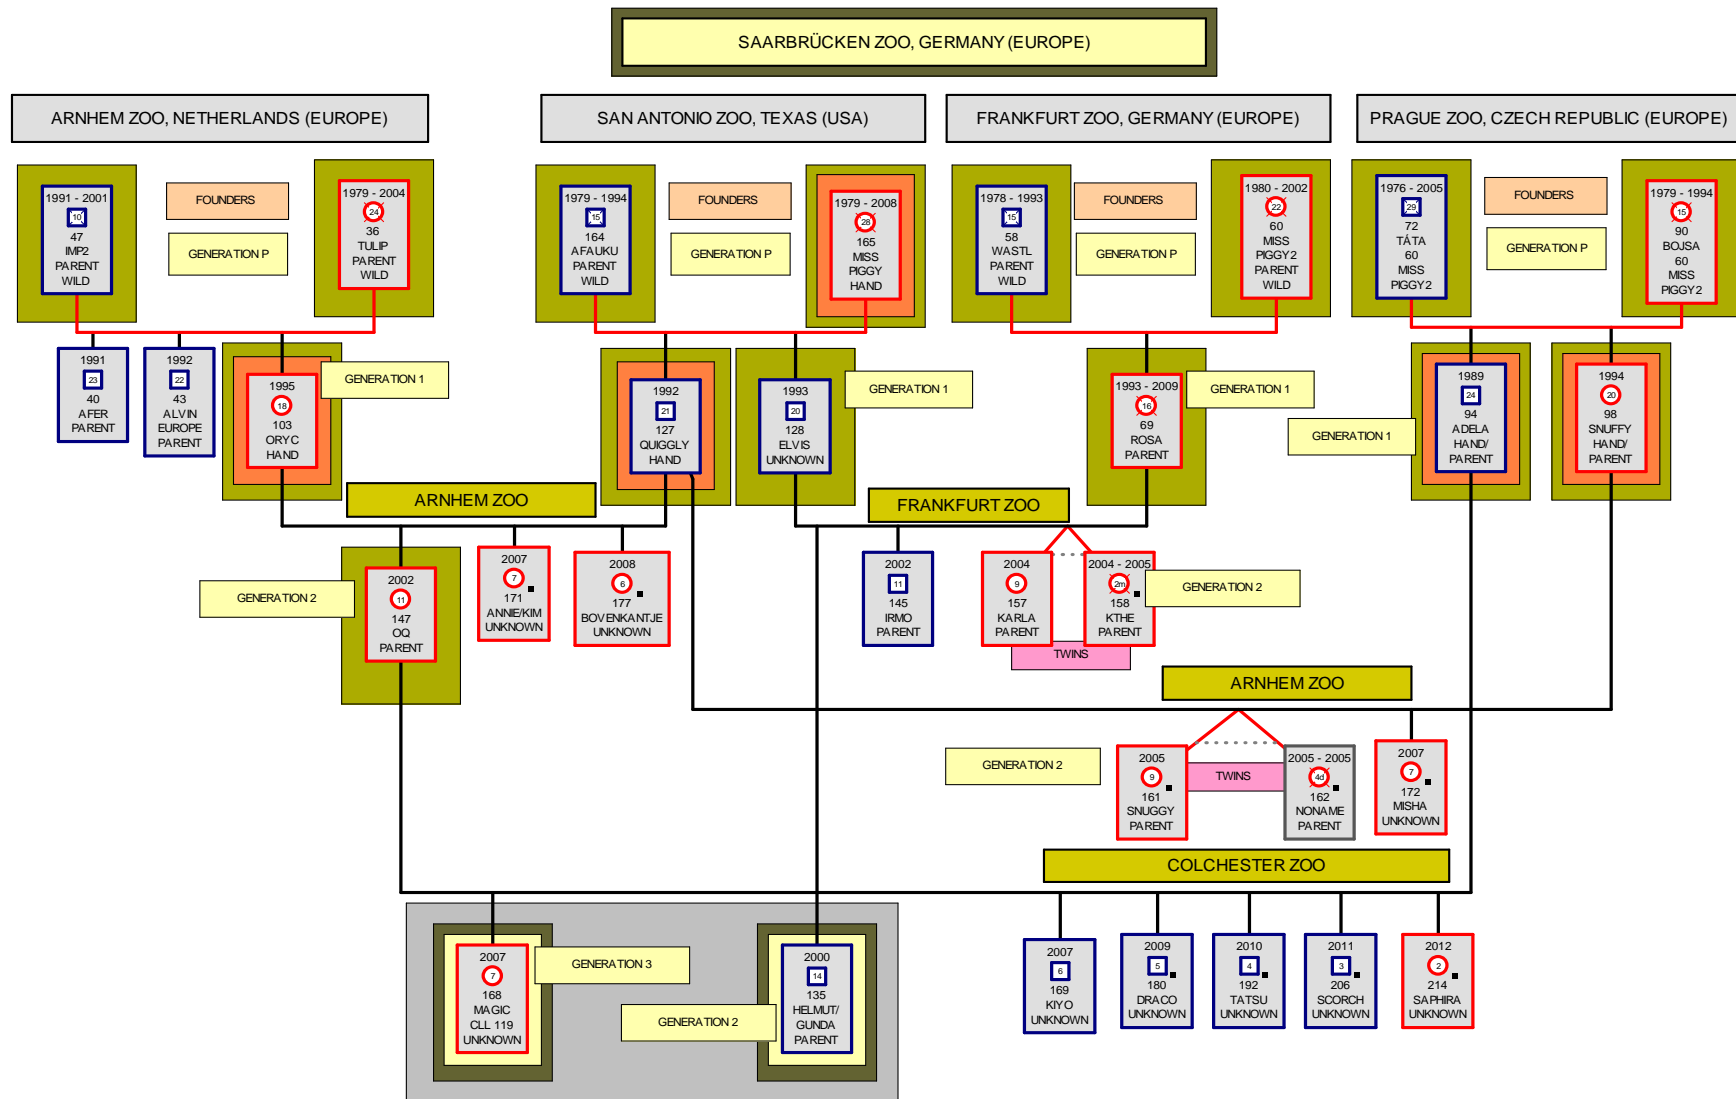 SAARBRÜCKEN ZOO, GERMANY (EUROPE)
ARNHEM ZOO, NETHERLANDS (EUROPE)
SAN ANTONIO ZOO, TEXAS (USA)
FRANKFURT ZOO, GERMANY (EUROPE)
PRAGUE ZOO, CZECH REPUBLIC (EUROPE)
1991 - 2001
10
47
IMP2
PARENT
WILD
FOUNDERS
GENERATION P
1979 - 2004
24
36
TULIP
PARENT
WILD
1979 - 1994
15
164
AFAUKU
PARENT
WILD
FOUNDERS
GENERATION P
1979 - 2008
28
165
MISS
PIGGY
HAND
1978 - 1993
15
58
WASTL
PARENT
WILD
FOUNDERS
GENERATION P
1980 - 2002
22
60
MISS
PIGGY2
PARENT
WILD
1976 - 2005
29
72
TÁTA
60
MISS
PIGGY2
FOUNDERS
GENERATION P
1979 - 1994
15
90
BOJSA
60
MISS
PIGGY2
1991
23
40
AFER
PARENT
1992
22
43
ALVIN
EUROPE
PARENT
1995
18
103
ORYC
HAND
GENERATION 1
1992
21
127
QUIGGLY
HAND
1993
20
128
ELVIS
UNKNOWN
GENERATION 1
1993 - 2009
16
69
ROSA
PARENT
GENERATION 1
GENERATION 1
1989
24
94
ADELA
HAND/
PARENT
1994
20
98
SNUFFY
HAND/
PARENT
ARNHEM ZOO
FRANKFURT ZOO
GENERATION 2
2002
11
147
OQ
PARENT
2007
7
171
ANNIE/KIM
UNKNOWN
2008
6
177
BOVENKANTJE
UNKNOWN
2002
11
145
IRMO
PARENT
2004
9
157
KARLA
PARENT
2004 - 2005
2m
158
KTHE
PARENT
GENERATION 2
TWINS
ARNHEM ZOO
GENERATION 2
2005
9
161
SNUGGY
PARENT
TWINS
2005 - 2005
4d
162
NONAME
PARENT
2007
7
172
MISHA
UNKNOWN
COLCHESTER ZOO
2007
7
168
MAGIC
CLL 119
UNKNOWN
GENERATION 3
GENERATION 2
2000
14
135
HELMUT/
GUNDA
PARENT
2007
6
169
KIYO
UNKNOWN
2009
5
180
DRACO
UNKNOWN
2010
4
192
TATSU
UNKNOWN
2011
3
206
SCORCH
UNKNOWN
2012
2
214
SAPHIRA
UNKNOWN